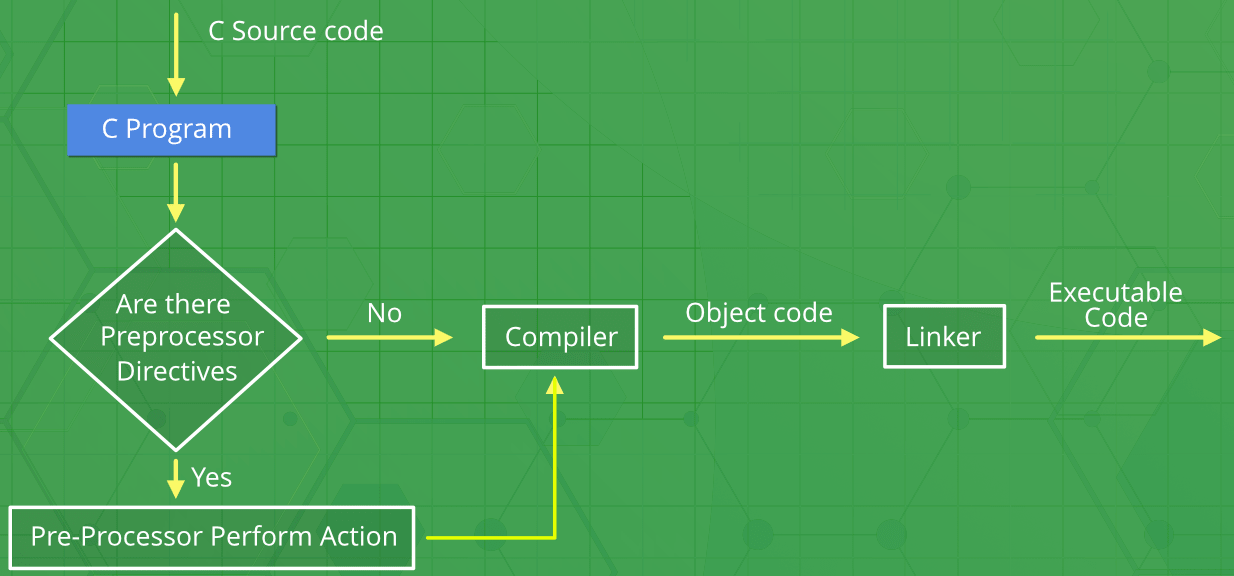 C Source code
C Program
Are there
Preprocessor
Directives
No
Compiler
Object code
Linker
Executable
Code
Yes
Pre-Processor Perform Action